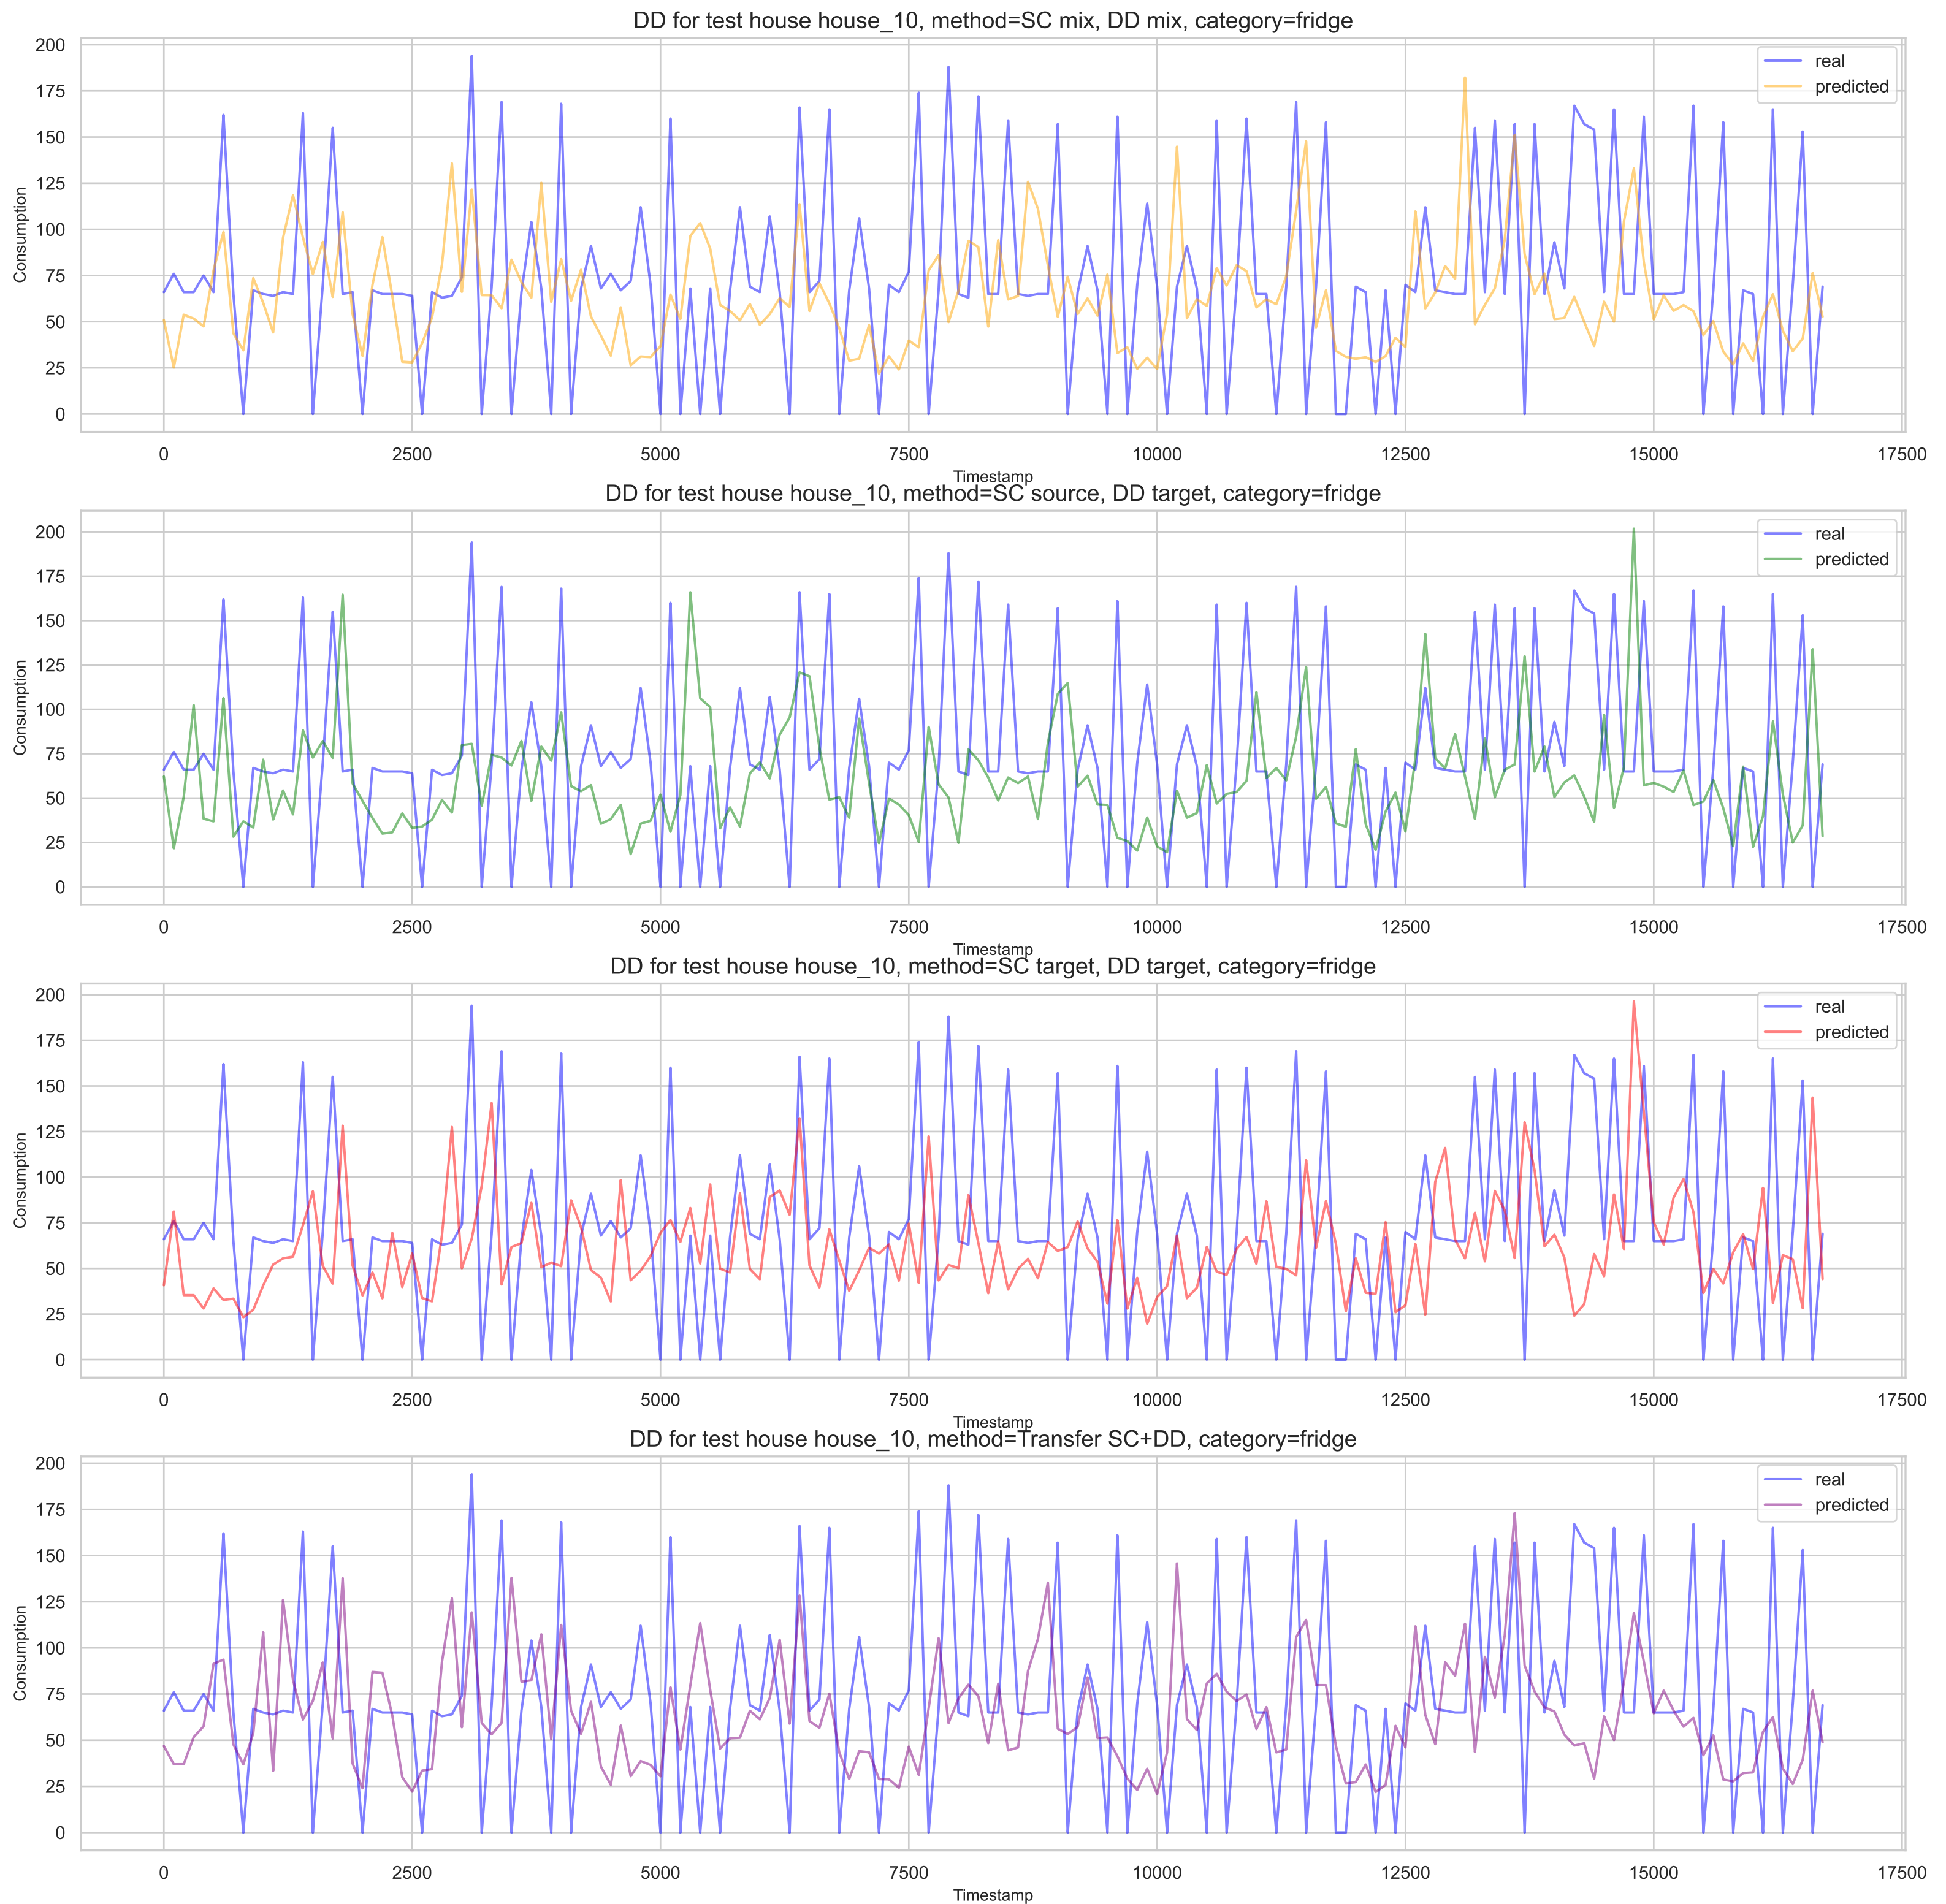 DD for test house house_10, method=SC mix, DD mix, category=fridge
200
175
150
125
100
75
50
25
0
Consumption
real
predicted
0 2500 5000 7500 10000 12500 15000 17500
Timestamp
DD for test house house_10, method=SC source, DD target, category=fridge
200
175
150
125
100
75
50
25
0
Consumption
real
predicted
0 2500 5000 7500 10000 12500 15000 17500
Timestamp
DD for test house house_10, method=SC target, DD target, category=fridge
200
175
150
125
100
75
50
25
0
Consumption
real
predicted
0 2500 5000 7500 10000 12500 15000 17500
Timestamp
DD for test house house_10, method=Transfer SC+DD, category=fridge
200
175
150
125
100
75
50
25
0
Consumption
real
predicted
0 2500 5000 7500 10000 12500 15000 17500
Timestamp